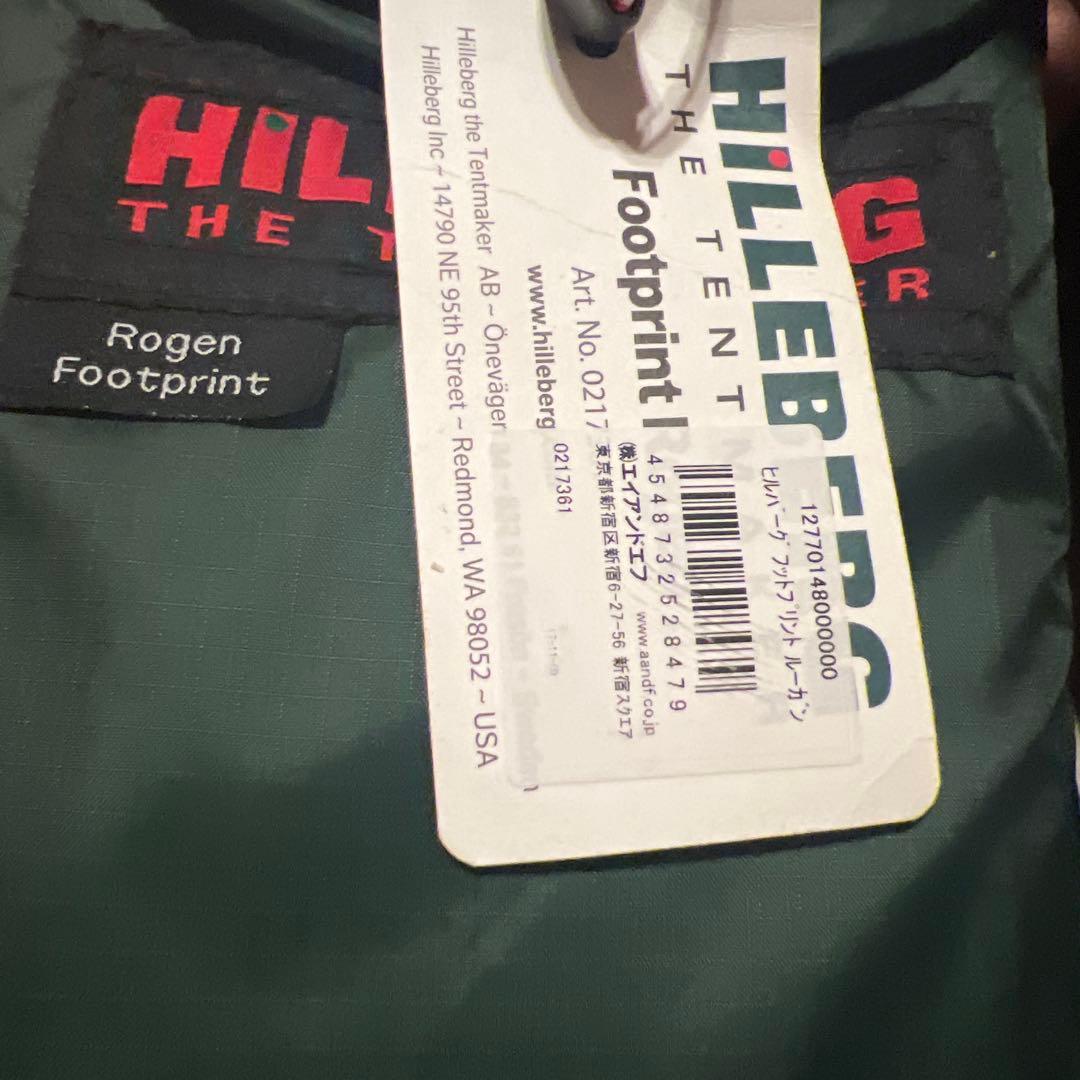 HiLL G
THE T ER
Rogen
Footprint
HiLLEBERG
THE TENTMAKER
Footprint R
Art. No. 0217
www.hilleberg
Hilleberg the Tentmaker AB ~ Öneväger
Hilleberg Inc ~ 14790 NE 95th Street ~ Redmond, WA 98052 ~ USA
12770148000000
ヒルバーグ フットプリント ルーガン
4548732528479
(株)エイアンドエフ www.aandf.co.jp
東京都新宿区新宿6-27-56 新宿スクエア
0217361